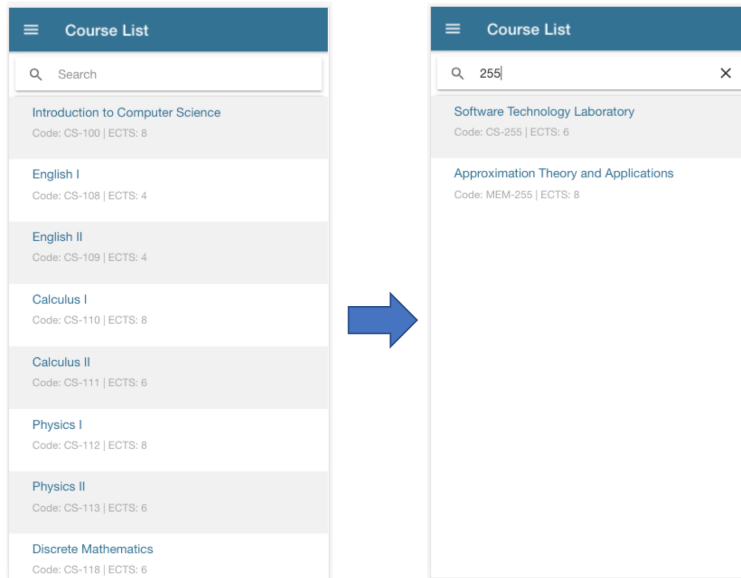 Course List
Search
Introduction to Computer Science
Code: CS-100 | ECTS: 8
English I
Code: CS-108 | ECTS: 4
English II
Code: CS-109 | ECTS: 4
Calculus I
Code: CS-110 | ECTS: 8
Calculus II
Code: CS-111 | ECTS: 6
Physics I
Code: CS-112 | ECTS: 8
Physics II
Code: CS-113 | ECTS: 6
Discrete Mathematics
Code: CS-118 | ECTS: 6
Course List
255
Software Technology Laboratory
Code: CS-255 | ECTS: 6
Approximation Theory and Applications
Code: MEM-255 | ECTS: 8